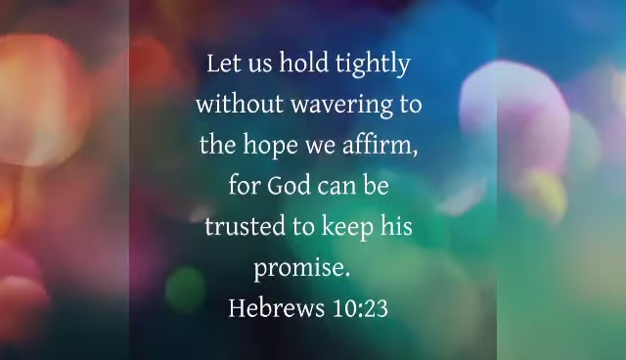 Let us hold tightly
without wavering to
the hope we affirm,
for God can be
trusted to keep his
promise.
Hebrews 10:23